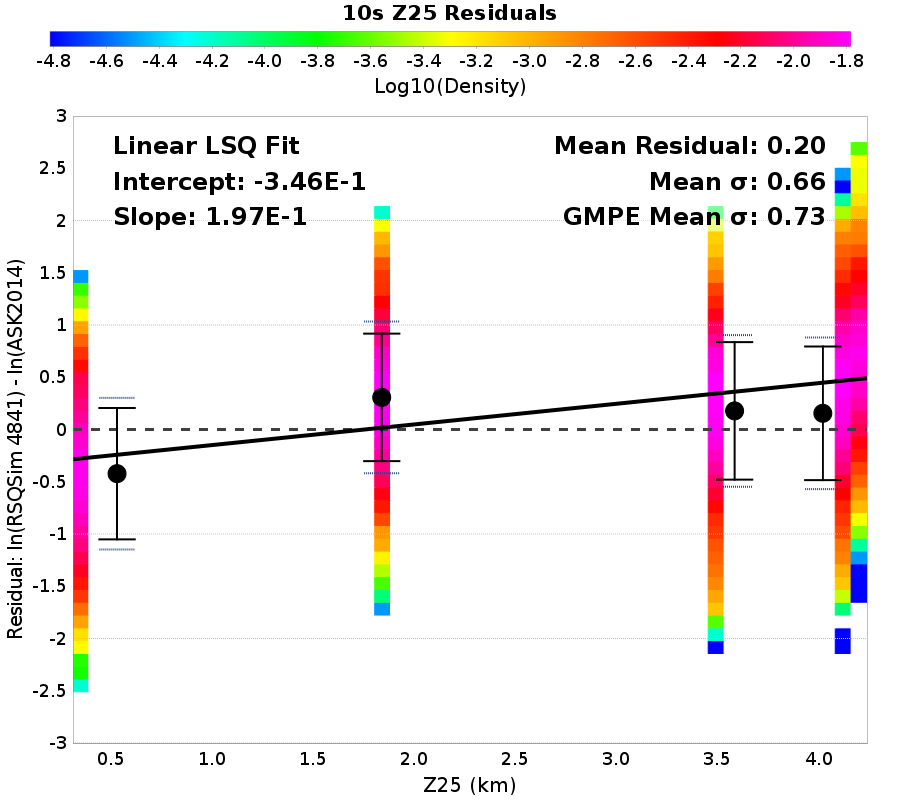 10s Z25 Residuals
-4.8 -4.6 -4.4 -4.2 -4.0 -3.8 -3.6 -3.4 -3.2 -3.0 -2.8 -2.6 -2.4 -2.2 -2.0 -1.8
Log10(Density)
Linear LSQ Fit
Intercept: -3.46E-1
Slope: 1.97E-1
Mean Residual: 0.20
Mean σ: 0.66
GMPE Mean σ: 0.73
Residual: ln(RSQSim 4841) - ln(ASK2014)
3
2.5
2
1.5
1
0.5
0
-0.5
-1
-1.5
-2
-2.5
-3
0.5 1.0 1.5 2.0 2.5 3.0 3.5 4.0
Z25 (km)